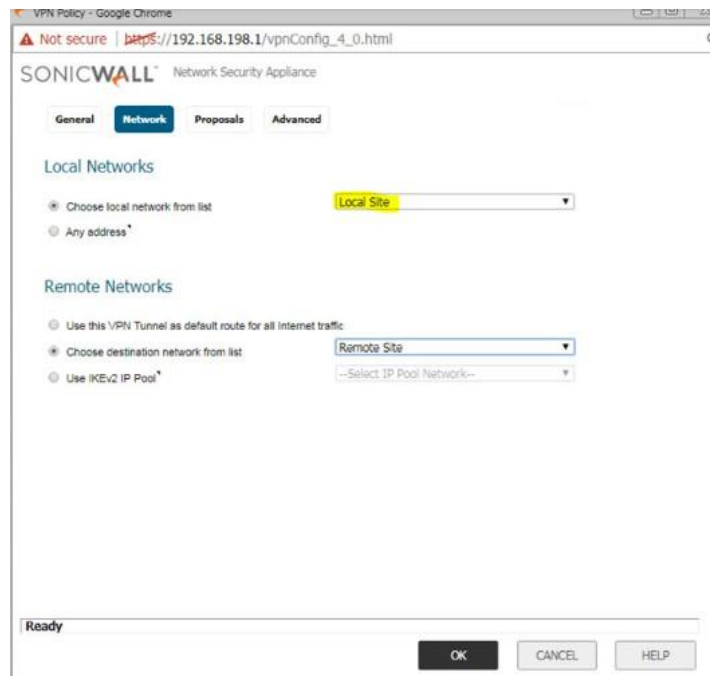 VPN Policy - Google Chrome
Not secure | https://192.168.198.1/vpnConfig_4_0.html
SONICWALL Network Security Appliance
General Network Proposals Advanced
Local Networks
Choose local network from list Local Site
Any address
Remote Networks
Use this VPN Tunnel as default route for all Internet traffic
Choose destination network from list Remote Site
Use IKEv2 IP Pool --Select IP Pool Network--
Ready
OK CANCEL HELP